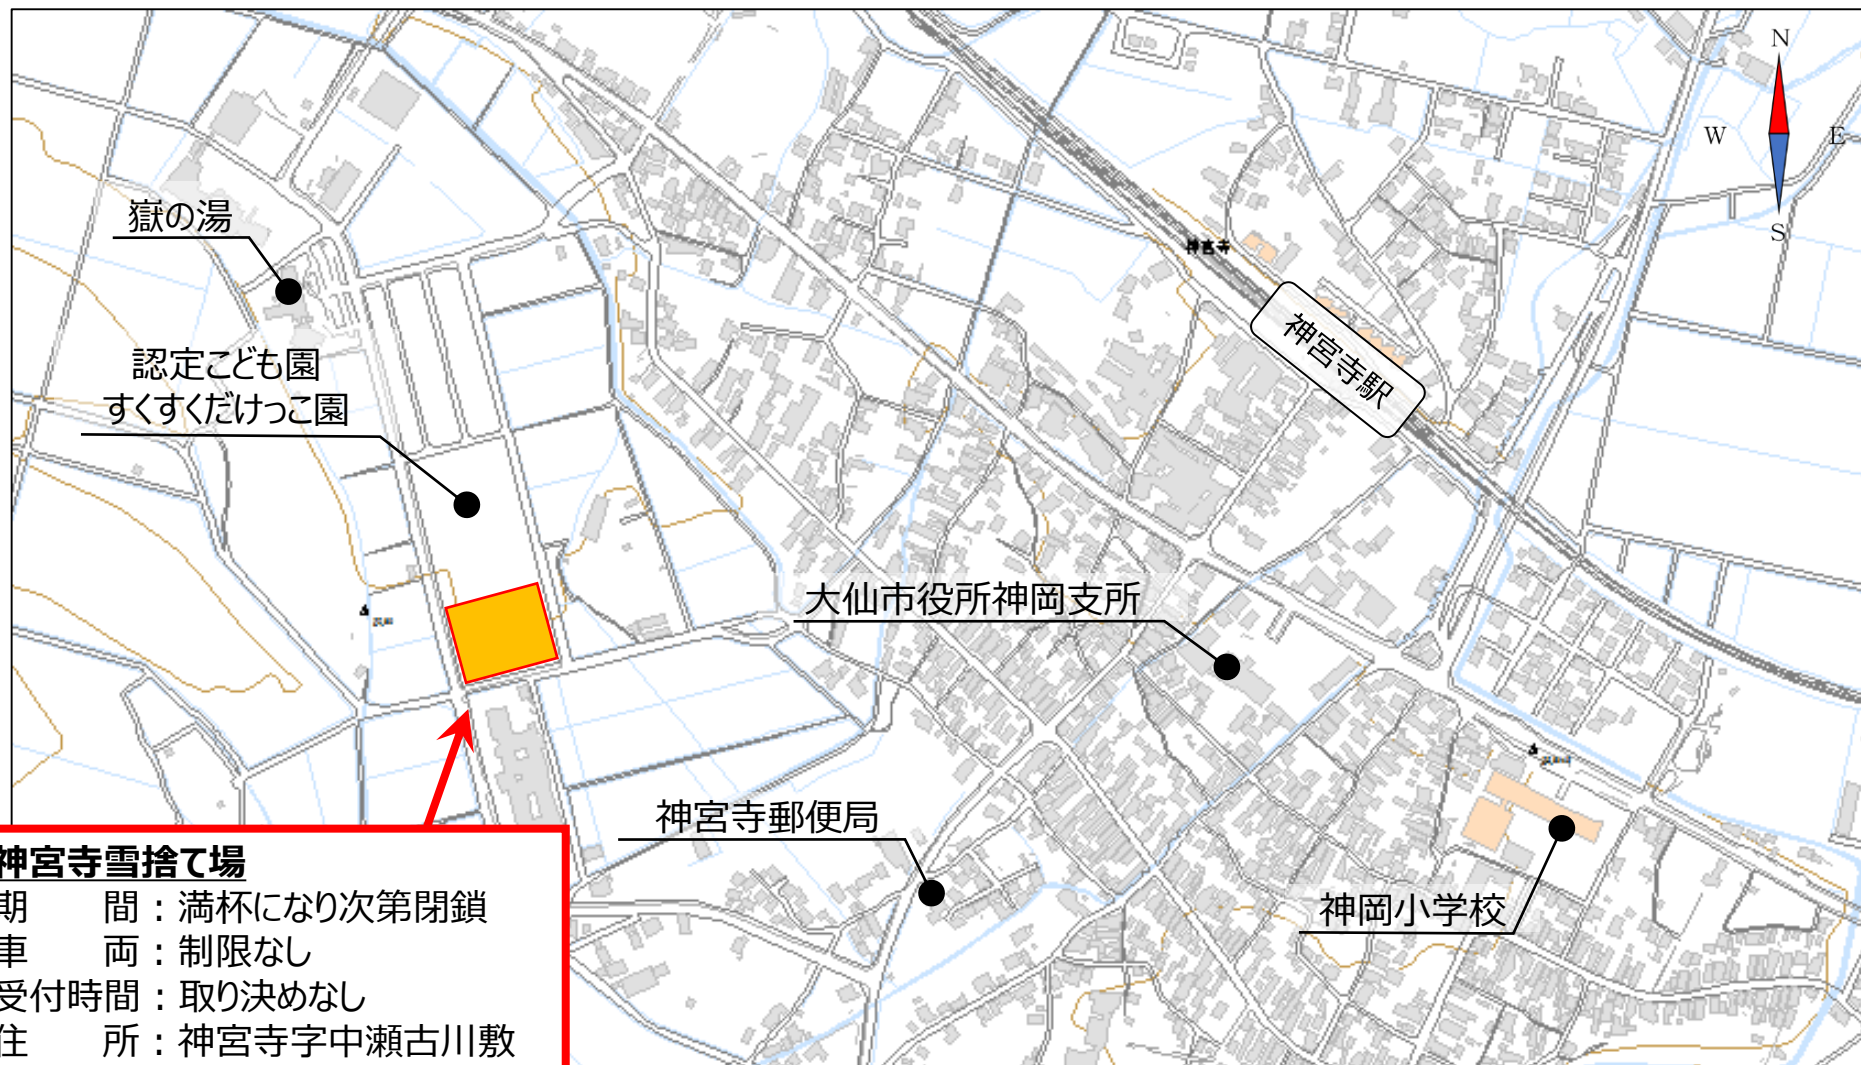 N
W
E
S
嶽の湯
神宮寺
神宮寺駅
認定こども園
すくすくだけっこ園
大仙市役所神岡支所
神宮寺郵便局
神岡小学校
神宮寺雪捨て場
期　　間：満杯になり次第閉鎖
車　　両：制限なし
受付時間：取り決めなし
住　　所：神宮寺字中瀬古川敷